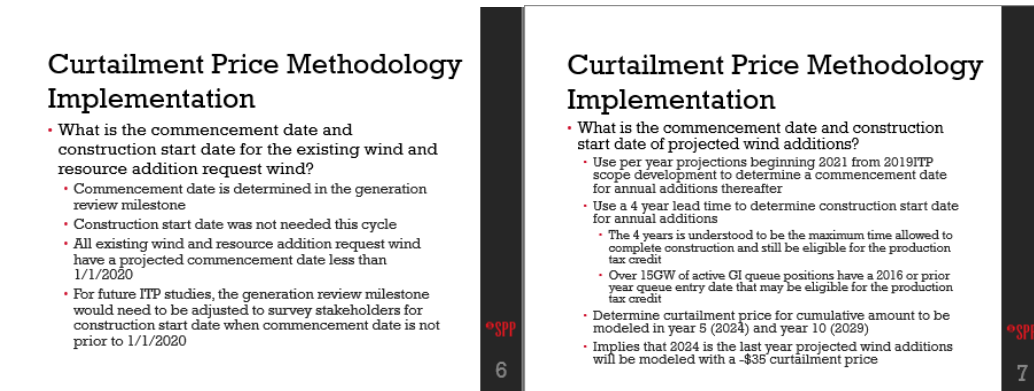 Curtailment Price Methodology
Implementation
• What is the commencement date and
construction start date for the existing wind and
resource addition request wind?
• Commencement date is determined in the generation
review milestone
• Construction start date was not needed this cycle
• All existing wind and resource addition request wind
have a projected commencement date less than
1/1/2020
• For future ITP studies, the generation review milestone
would need to be adjusted to survey stakeholders for
construction start date when commencement date is not
prior to 1/1/2020
SPP
6
Curtailment Price Methodology
Implementation
• What is the commencement date and construction
start date of projected wind additions?
• Use per year projections beginning 2021 from 2019ITP
scope development to determine a commencement date
for annual additions thereafter
• Use a 4 year lead time to determine construction start date
for annual additions
• The 4 years is understood to be the maximum time allowed to
complete construction and still be eligible for the production
tax credit
• Over 15GW of active GI queue positions have a 2016 or prior
year queue entry date that may be eligible for the production
tax credit
• Determine curtailment price for cumulative amount to be
modeled in year 5 (2024) and year 10 (2029)
• Implies that 2024 is the last year projected wind additions
will be modeled with a -$35 curtailment price
SPP
7